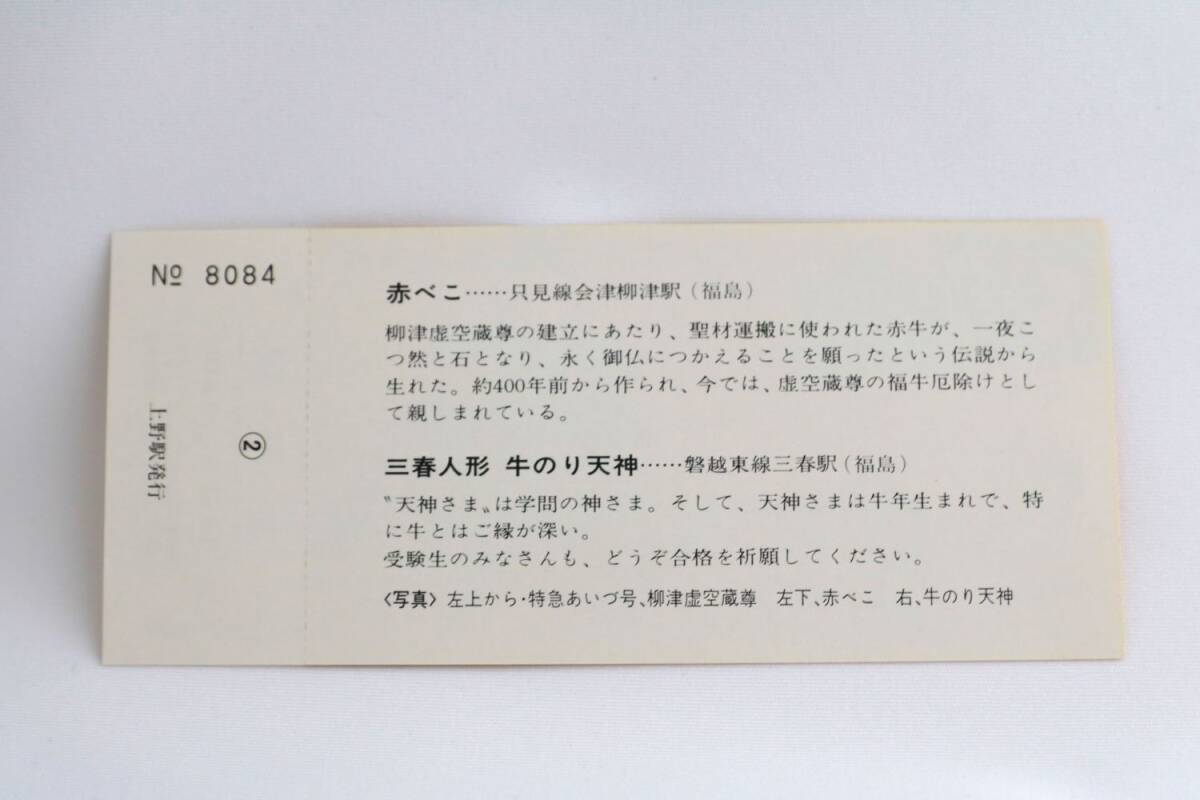 № 8084
②
上野駅発行
赤べこ……只見線会津柳津駅(福島)
柳津虚空蔵尊の建立にあたり、聖材運搬に使われた赤牛が、一夜こ
つ然と石となり、永く御仏につかえることを願ったという伝説から
生れた。約400年前から作られ、今では、虚空蔵尊の福牛厄除けとし
て親しまれている。
三春人形 牛のり天神……磐越東線三春駅(福島)
〝天神さま〟は学問の神さま。そして、天神さまは牛年生まれで、特
に牛とはご縁が深い。
受験生のみなさんも、どうぞ合格を祈願してください。
〈写真〉左上から・特急あいづ号、柳津虚空蔵尊 左下、赤べこ 右、牛のり天神